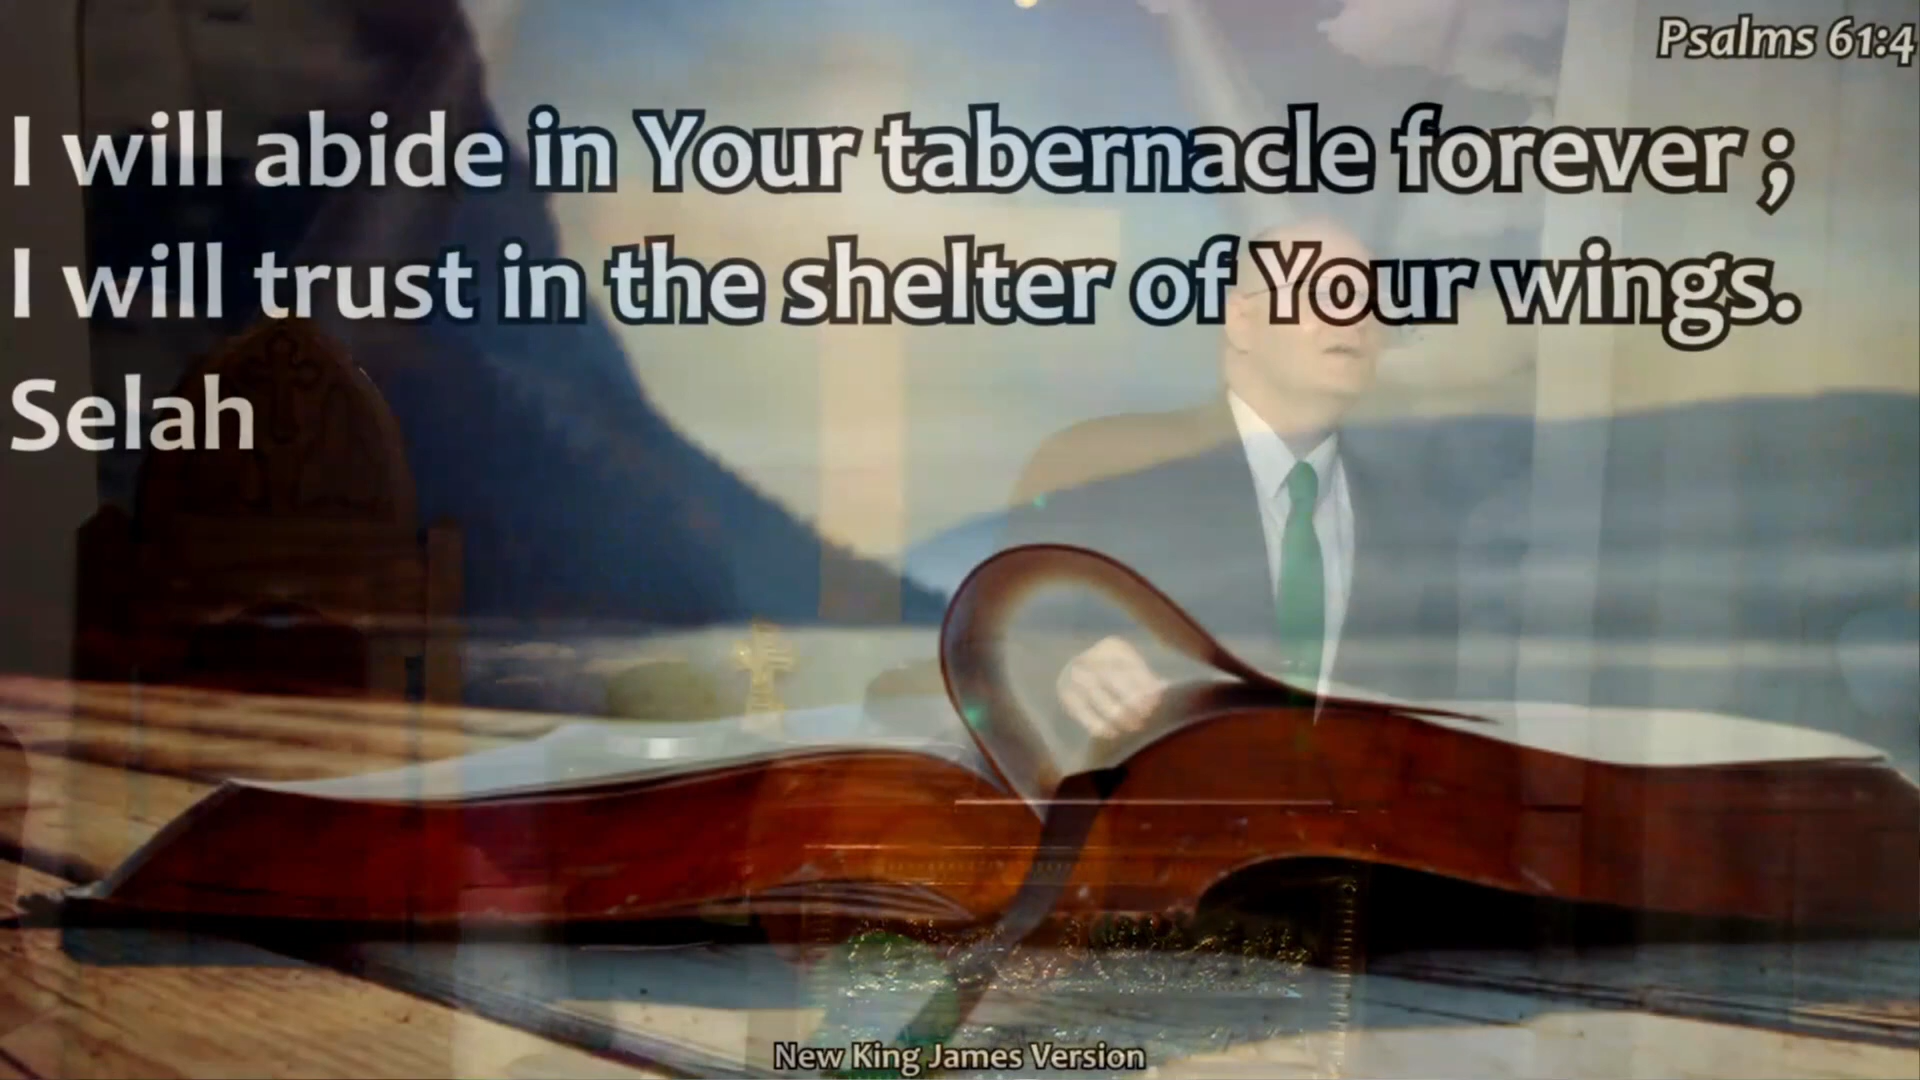 Psalms 61:4
I will abide in Your tabernacle forever ;
I will trust in the shelter of Your wings.
Selah
New King James Version